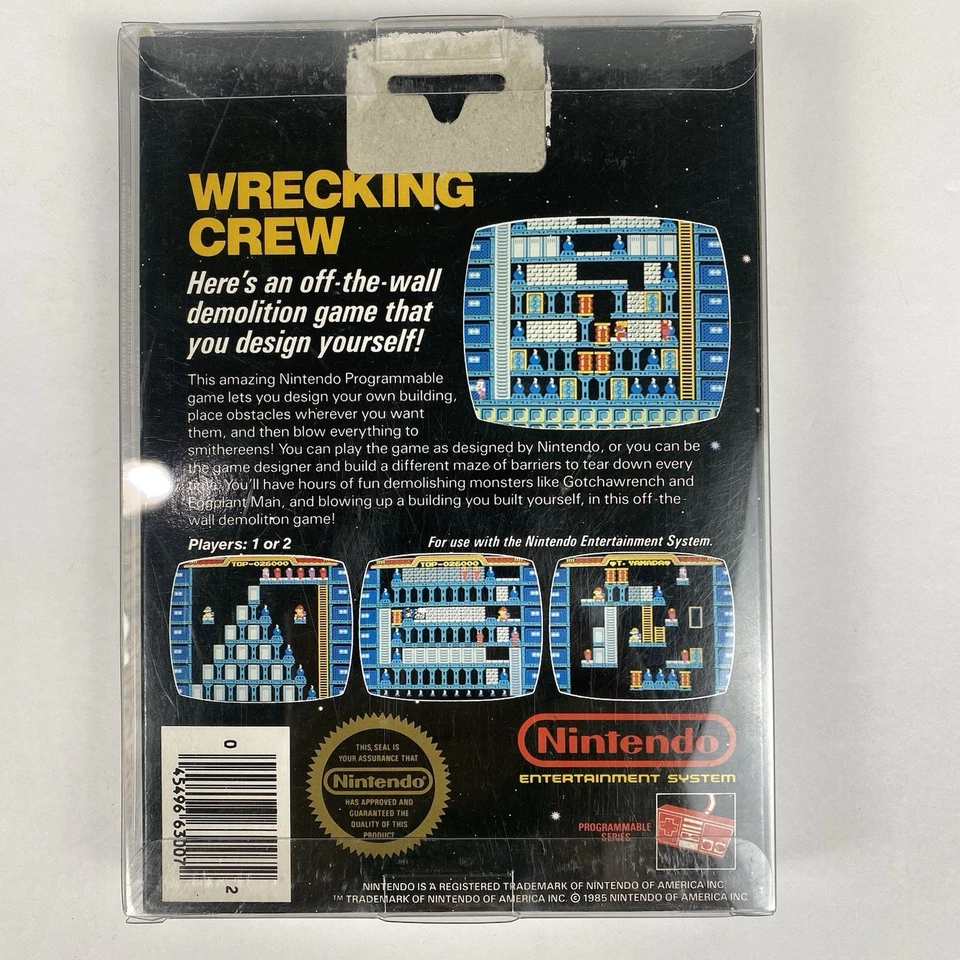 WRECKING
CREW
Here's an off-the-wall
demolition game that
you design yourself!
This amazing Nintendo Programmable
game lets you design your own building,
place obstacles wherever you want
them, and then blow everything to
smithereens! You can play the game as designed by Nintendo, or you can be
the game designer and build a different maze of barriers to tear down every
You'll have hours of fun demolishing monsters like Gotchawrench and
Eggplant Man, and blowing up a building you built yourself, in this off-the-
wall demolition game!
Players: 1 or 2
For use with the Nintendo Entertainment System.
TOP-026000
TOP-026000
T. YAMADA
0
45496 63007
2
THIS SEAL IS
YOUR ASSURANCE THAT
Nintendo®
HAS APPROVED AND
GUARANTEED THE
QUALITY OF THIS
PRODUCT.
Nintendo®
ENTERTAINMENT SYSTEM
PROGRAMMABLE
SERIES
NINTENDO IS A REGISTERED TRADEMARK OF NINTENDO OF AMERICA INC
™ TRADEMARK OF NINTENDO OF AMERICA INC. © 1985 NINTENDO OF AMERICA INC